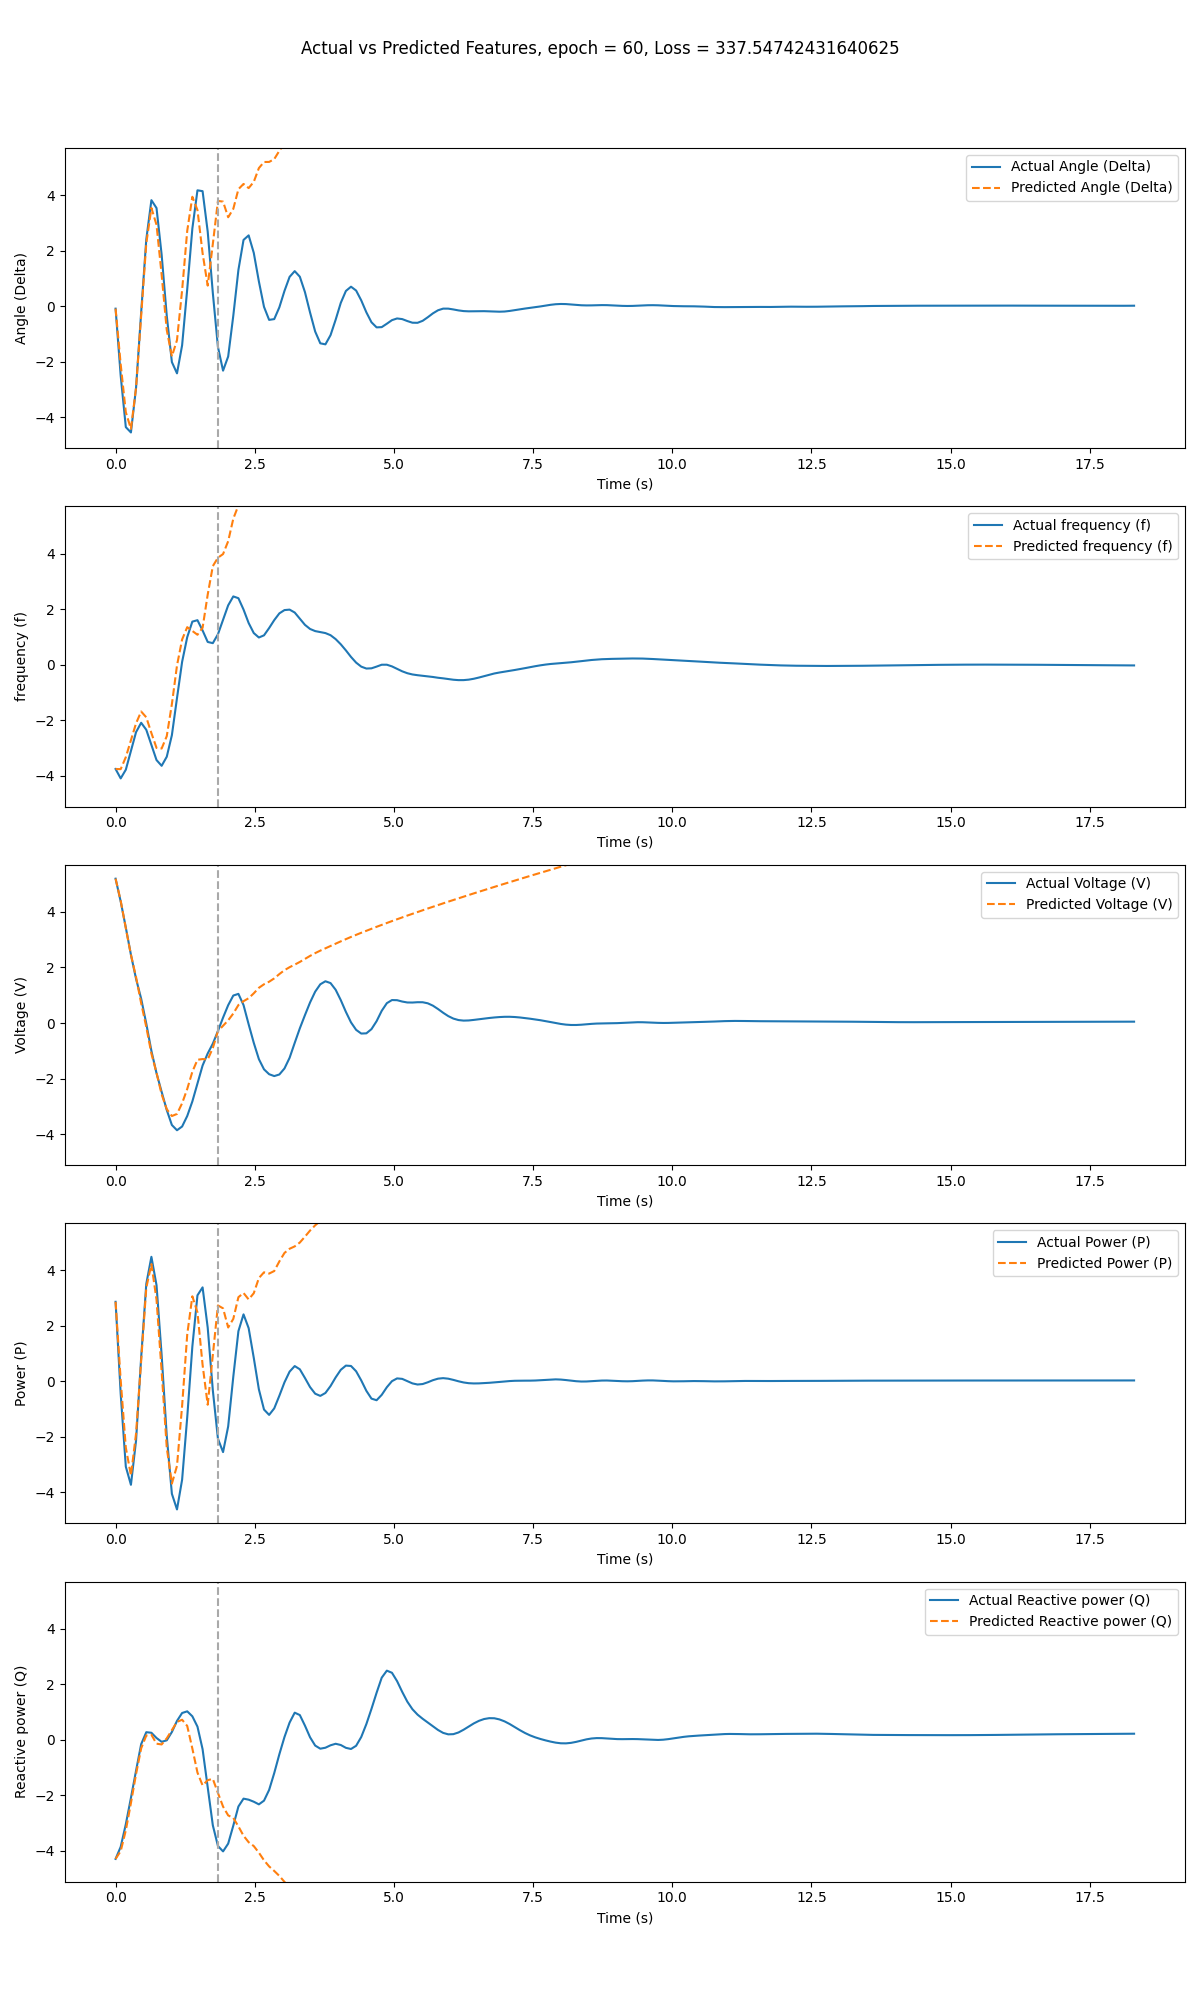 Actual vs Predicted Features, epoch = 60, Loss = 337.54742431640625
Actual Angle (Delta)
Predicted Angle (Delta)
Angle (Delta)
4
2
0
−2
−4
0.0 2.5 5.0 7.5 10.0 12.5 15.0 17.5
Time (s)
Actual frequency (f)
Predicted frequency (f)
frequency (f)
4
2
0
−2
−4
0.0 2.5 5.0 7.5 10.0 12.5 15.0 17.5
Time (s)
Actual Voltage (V)
Predicted Voltage (V)
Voltage (V)
4
2
0
−2
−4
0.0 2.5 5.0 7.5 10.0 12.5 15.0 17.5
Time (s)
Actual Power (P)
Predicted Power (P)
Power (P)
4
2
0
−2
−4
0.0 2.5 5.0 7.5 10.0 12.5 15.0 17.5
Time (s)
Actual Reactive power (Q)
Predicted Reactive power (Q)
Reactive power (Q)
4
2
0
−2
−4
0.0 2.5 5.0 7.5 10.0 12.5 15.0 17.5
Time (s)